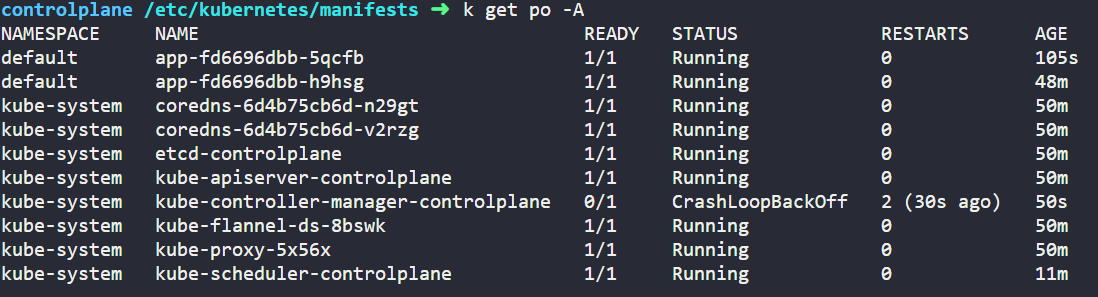 controlplane /etc/kubernetes/manifests ➜ k get po -A
NAMESPACE NAME READY STATUS RESTARTS AGE
default app-fd6696dbb-5qcfb 1/1 Running 0 105s
default app-fd6696dbb-h9hsg 1/1 Running 0 48m
kube-system coredns-6d4b75cb6d-n29gt 1/1 Running 0 50m
kube-system coredns-6d4b75cb6d-v2rzg 1/1 Running 0 50m
kube-system etcd-controlplane 1/1 Running 0 50m
kube-system kube-apiserver-controlplane 1/1 Running 0 50m
kube-system kube-controller-manager-controlplane 0/1 CrashLoopBackOff 2 (30s ago) 50s
kube-system kube-flannel-ds-8bswk 1/1 Running 0 50m
kube-system kube-proxy-5x56x 1/1 Running 0 50m
kube-system kube-scheduler-controlplane 1/1 Running 0 11m